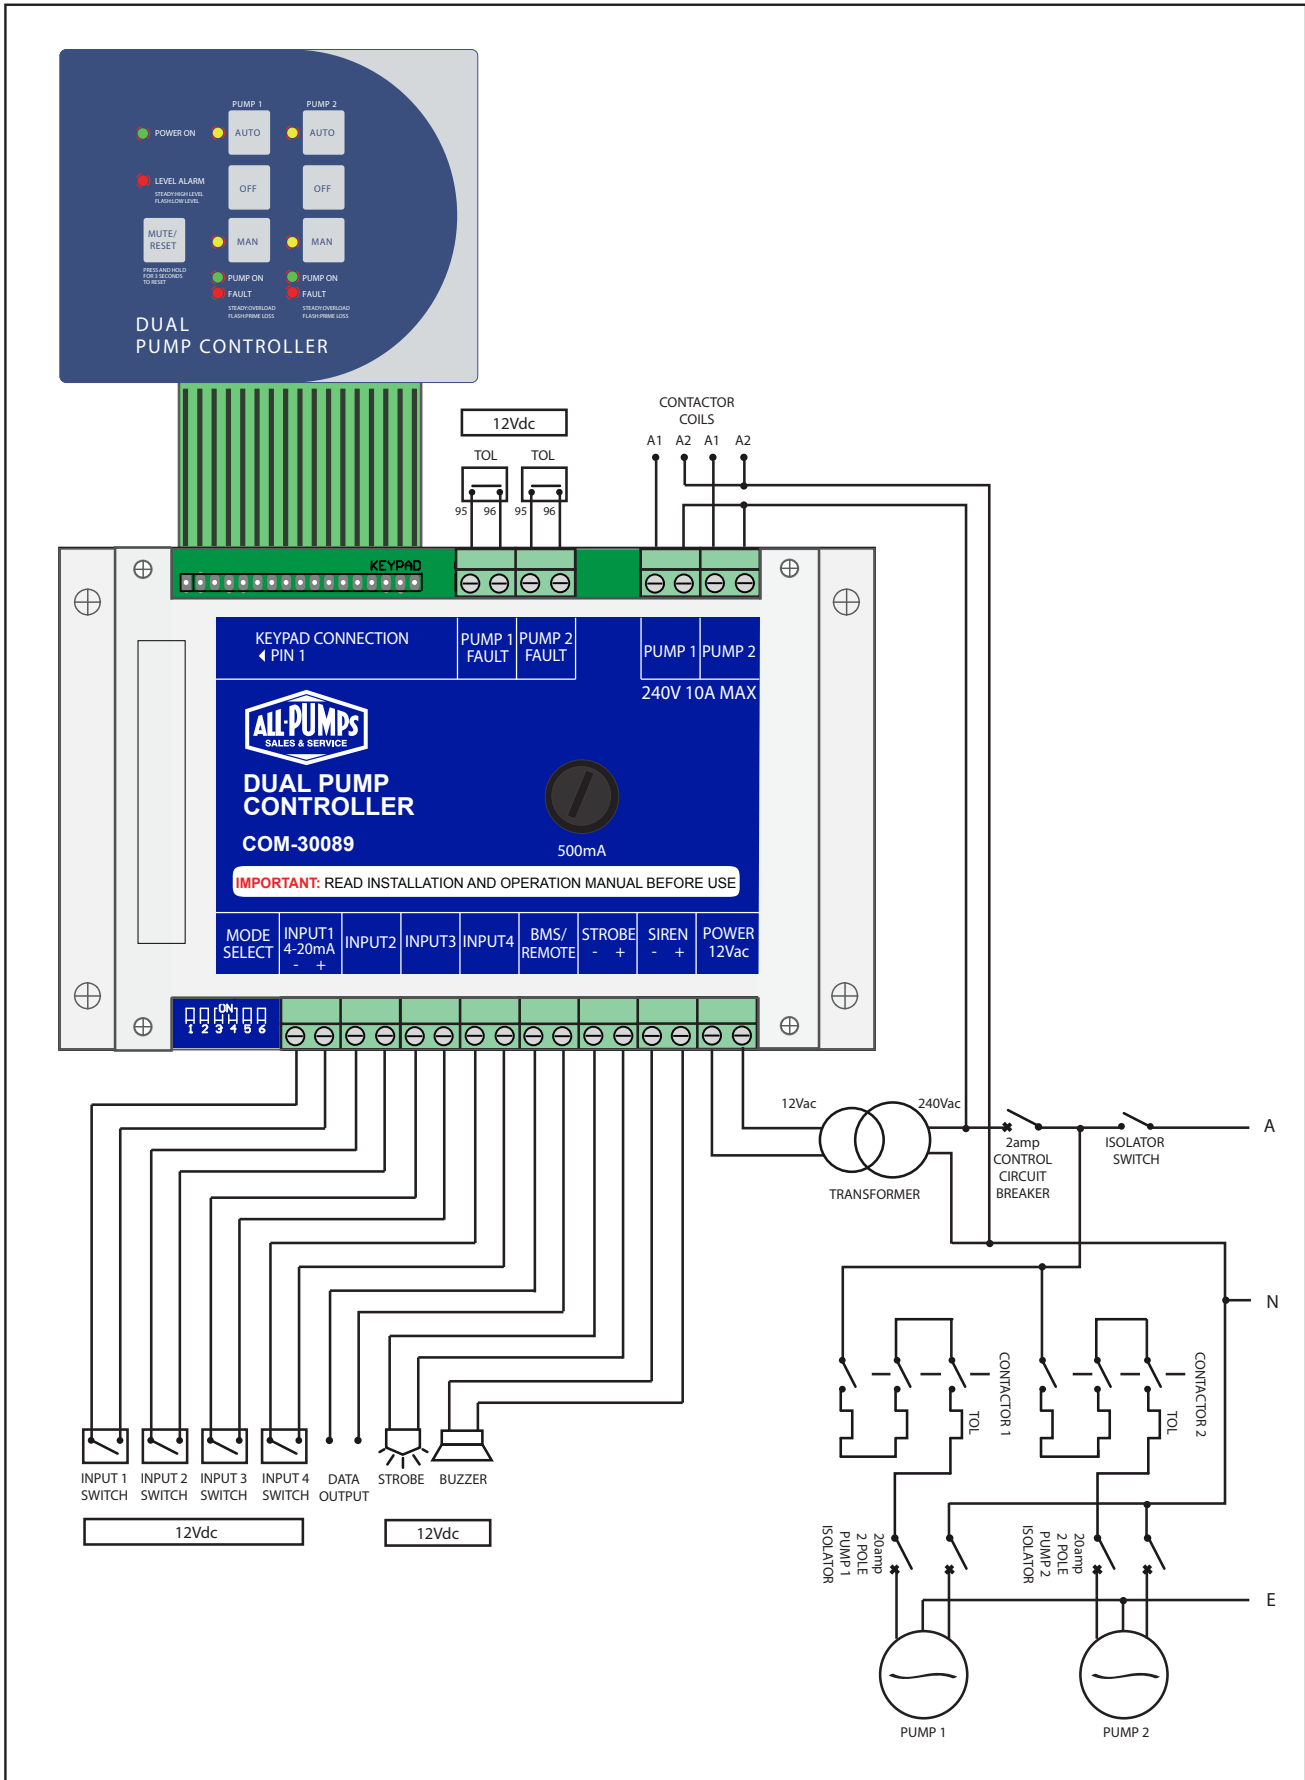 PUMP 1
PUMP 2
POWER ON
AUTO
AUTO
LEVEL ALARM
STEADY:HIGH LEVEL
FLASH:LOW LEVEL
OFF
OFF
MUTE/
RESET
MAN
MAN
PRESS AND HOLD
FOR 3 SECONDS
TO RESET
PUMP ON
PUMP ON
FAULT
FAULT
STEADY:OVERLOAD
FLASH:PRIME LOSS
STEADY:OVERLOAD
FLASH:PRIME LOSS
DUAL
PUMP CONTROLLER
12Vdc
TOL
TOL
95
96
95
96
CONTACTOR
COILS
A1
A2
A1
A2
KEYPAD
KEYPAD CONNECTION
PIN 1
PUMP 1
FAULT
PUMP 2
FAULT
PUMP 1
PUMP 2
240V 10A MAX
ALL-PUMPS
SALES & SERVICE
DUAL PUMP
CONTROLLER
COM-30089
500mA
IMPORTANT: READ INSTALLATION AND OPERATION MANUAL BEFORE USE
MODE
SELECT
INPUT1
4-20mA
- +
INPUT2
INPUT3
INPUT4
BMS/
REMOTE
STROBE
- +
SIREN
- +
POWER
12Vac
ON
1 2 3 4 5 6
12Vac
240Vac
TRANSFORMER
2amp
CONTROL
CIRCUIT
BREAKER
ISOLATOR
SWITCH
A
N
CONTACTOR 1
TOL
CONTACTOR 2
TOL
INPUT 1
SWITCH
INPUT 2
SWITCH
INPUT 3
SWITCH
INPUT 4
SWITCH
DATA
OUTPUT
STROBE
BUZZER
12Vdc
12Vdc
20amp
2 POLE
PUMP 1
ISOLATOR
20amp
2 POLE
PUMP 2
ISOLATOR
E
PUMP 1
PUMP 2